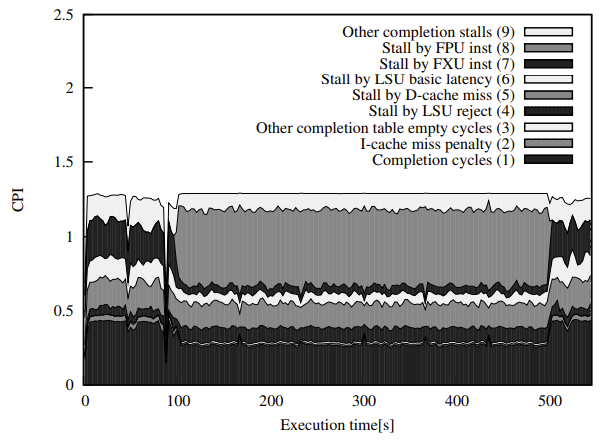 2.5
Other completion stalls (9)
Stall by FPU inst (8)
Stall by FXU inst (7)
Stall by LSU basic latency (6)
Stall by D-cache miss (5)
Stall by LSU reject (4)
Other completion table empty cycles (3)
I-cache miss penalty (2)
Completion cycles (1)
2
1.5
CPI
1
0.5
0
0 100 200 300 400 500
Execution time[s]